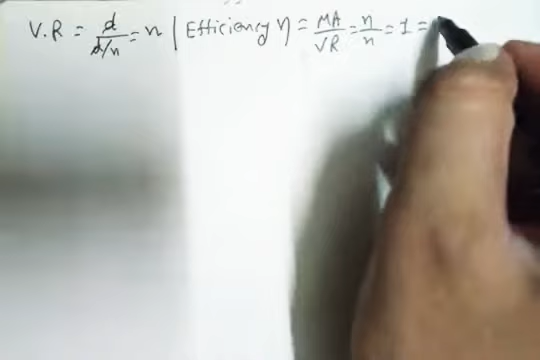 V.R = d/d/n = n | Efficiency η = MA/VR = n/n = 1 =